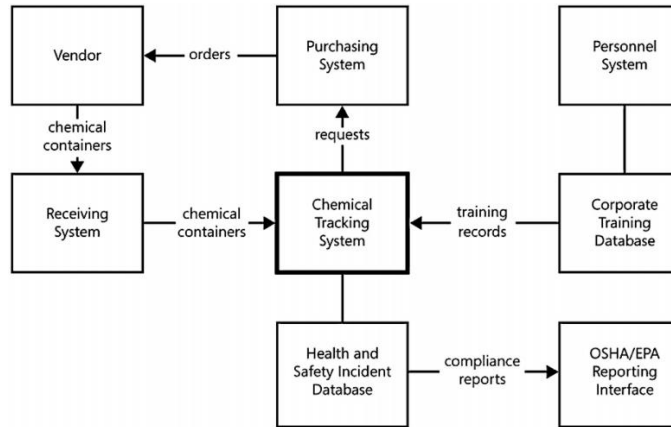 Vendor
orders
Purchasing
System
Personnel
System
chemical
containers
requests
Receiving
System
chemical
containers
Chemical
Tracking
System
training
records
Corporate
Training
Database
Health and
Safety Incident
Database
compliance
reports
OSHA/EPA
Reporting
Interface